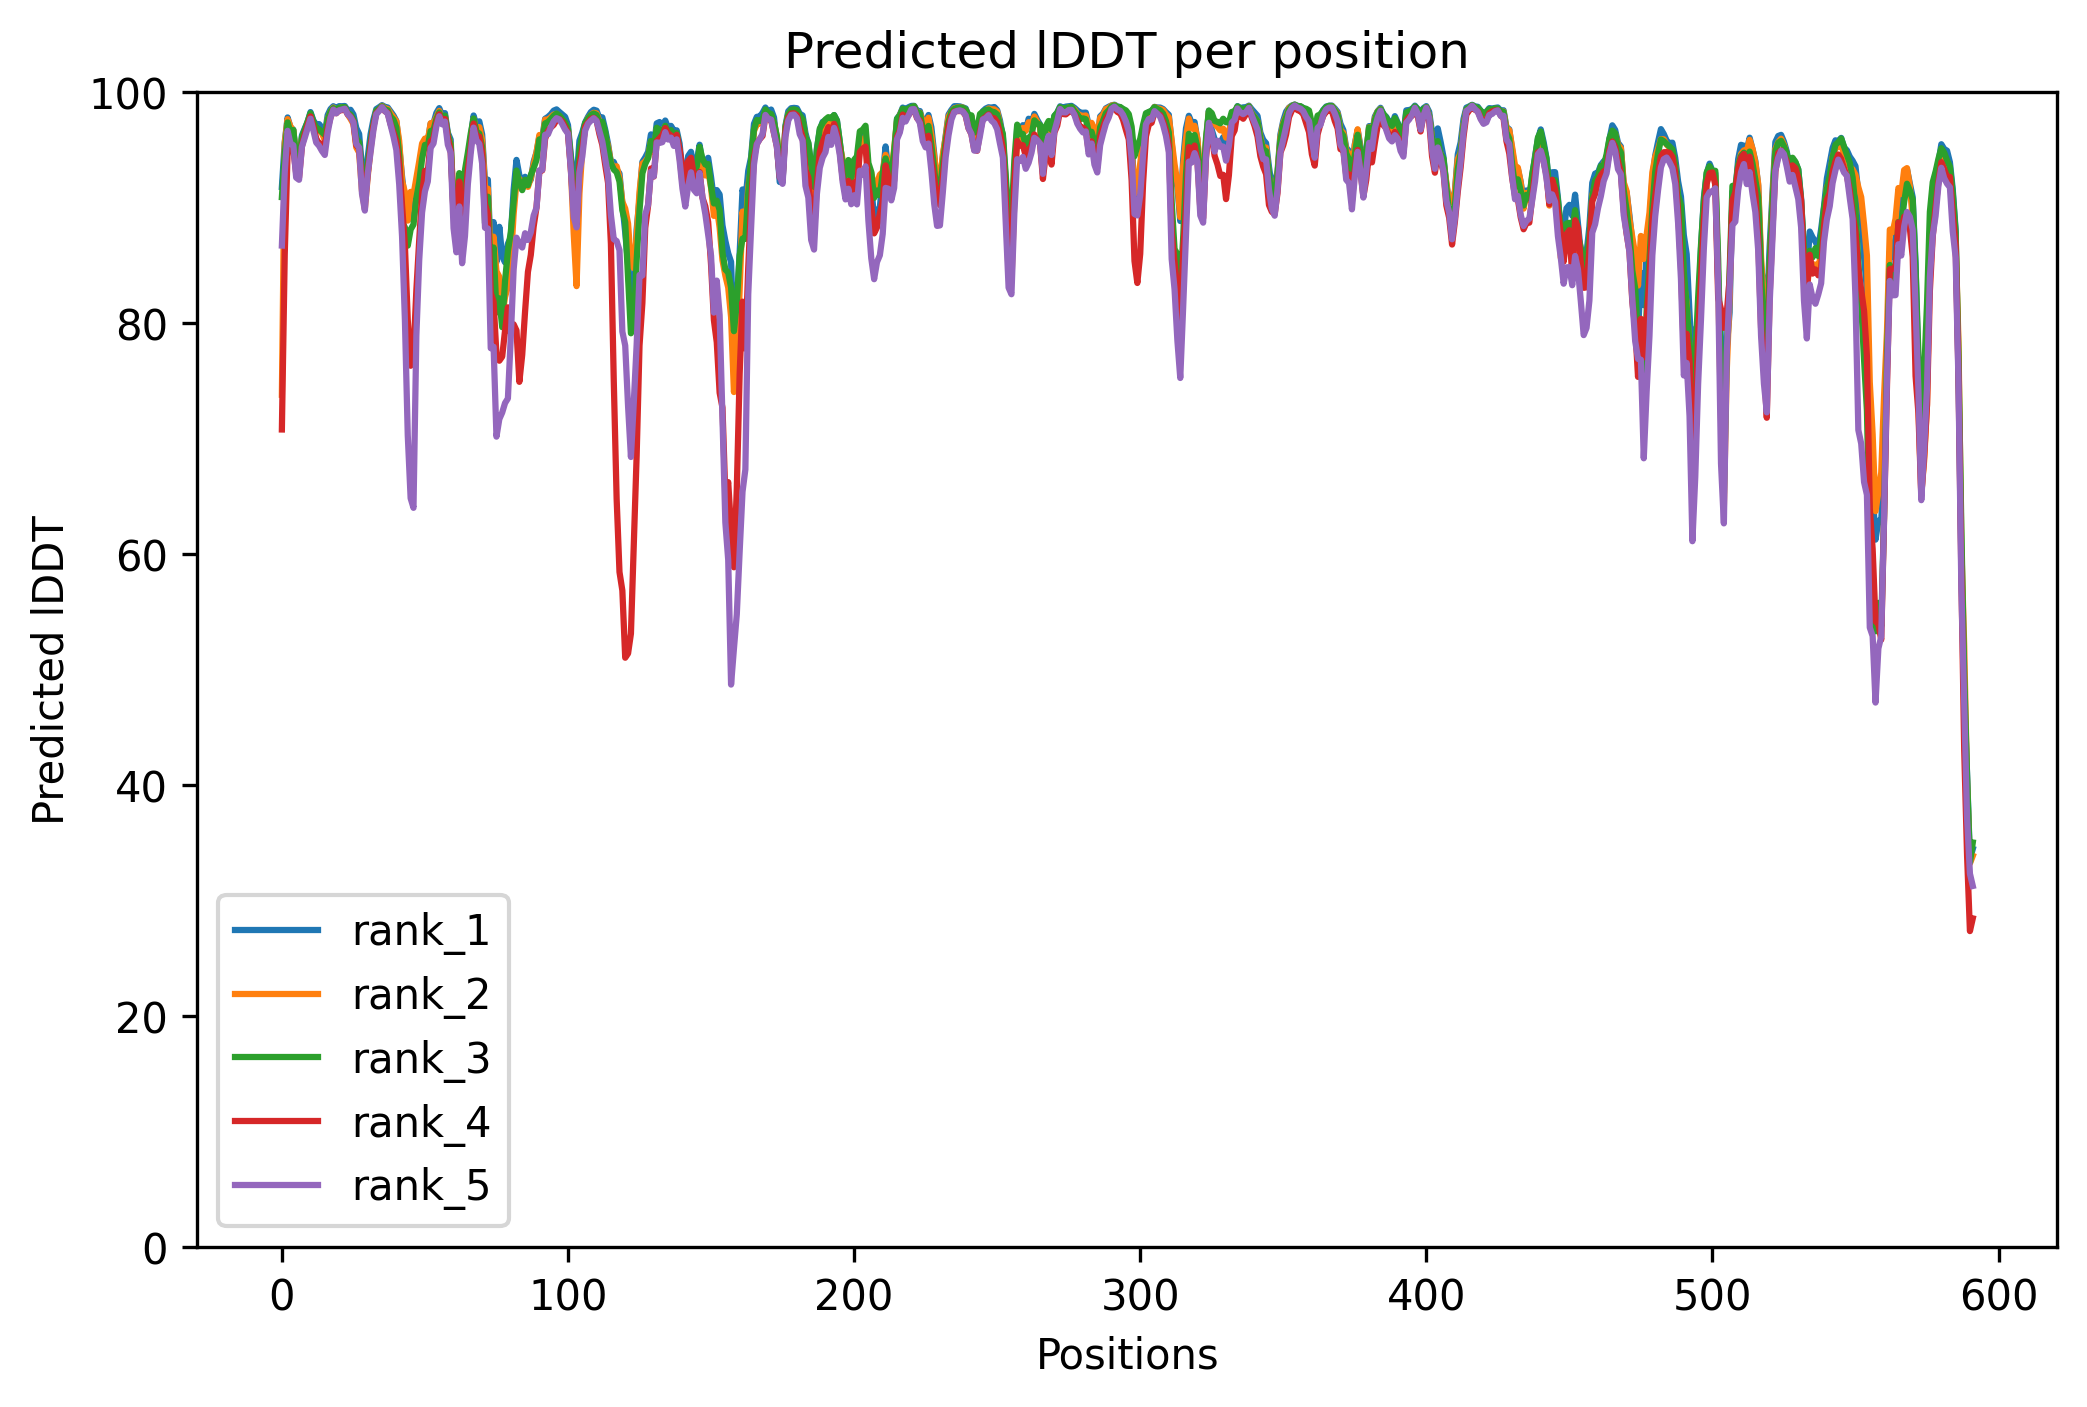 Predicted lDDT per position
100
80
60
40
20
0
Predicted lDDT
rank_1
rank_2
rank_3
rank_4
rank_5
0 100 200 300 400 500 600
Positions